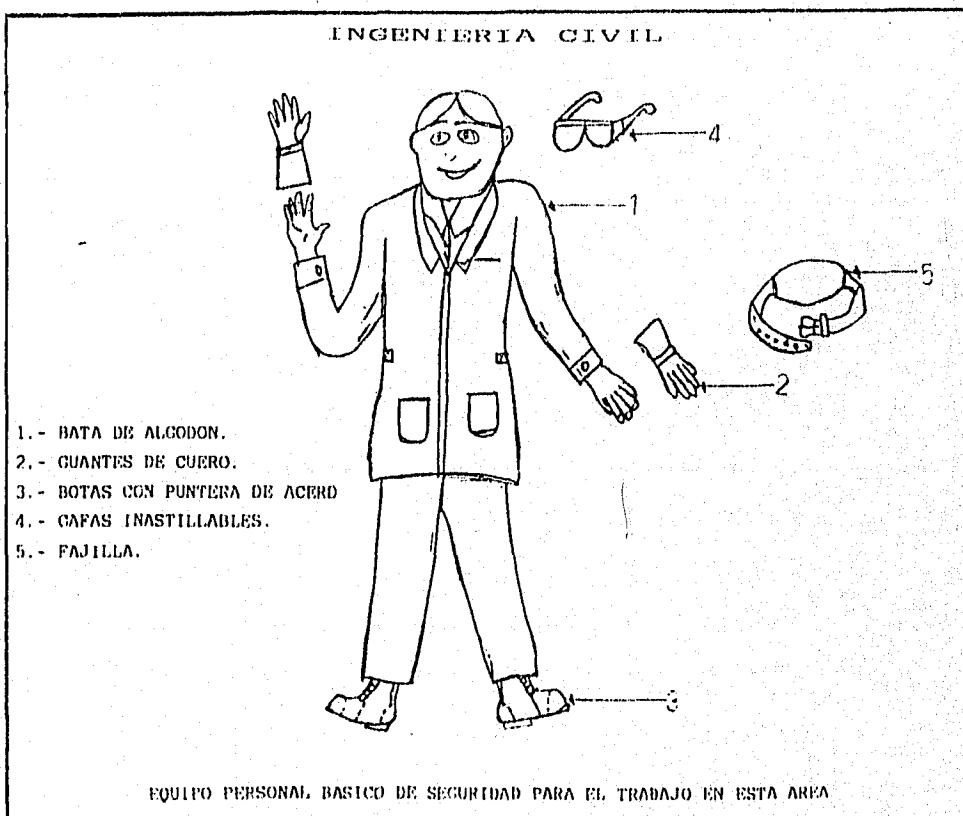 INGENIERIA CIVIL
4
1
5
2
1.- BATA DE ALGODON.
2.- GUANTES DE CUERO.
3.- BOTAS CON PUNTERA DE ACERO
4.- GAFAS INASTILLABLES.
5.- FAJILLA.
3
EQUIPO PERSONAL BASICO DE SEGURIDAD PARA EL TRABAJO EN ESTA AREA